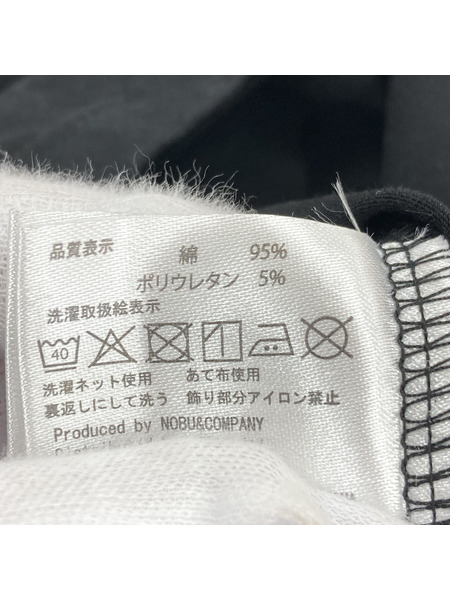 品質表示 綿 95%
ポリウレタン 5%
洗濯取扱絵表示
40
洗濯ネット使用 あて布使用
裏返しにして洗う 飾り部分アイロン禁止
Produced by NOBU&COMPANY